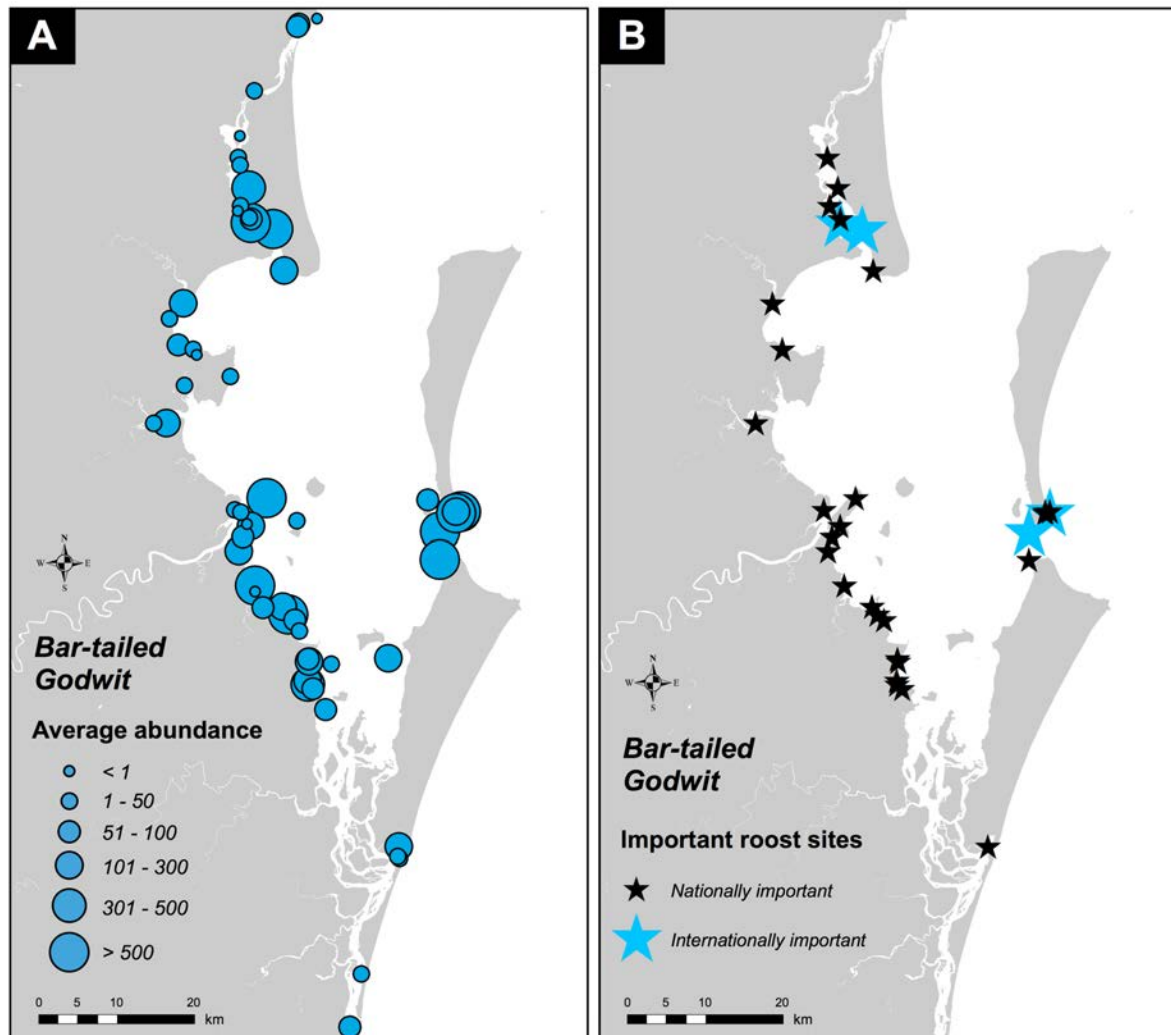 A
N
W E
S
Bar-tailed
Godwit
Average abundance
< 1
1 - 50
51 - 100
101 - 300
301 - 500
> 500
0 5 10 20
km
B
N
W E
S
Bar-tailed
Godwit
Important roost sites
Nationally important
Internationally important
0 5 10 20
km